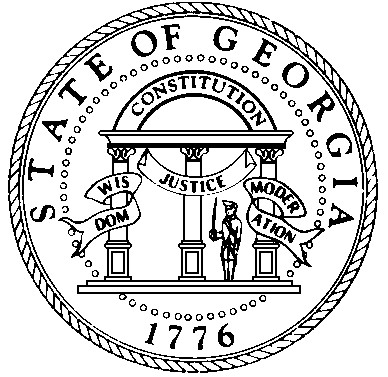 STATE OF GEORGIA
CONSTITUTION
WIS
DOM
JUSTICE
MODER
ATION
1776